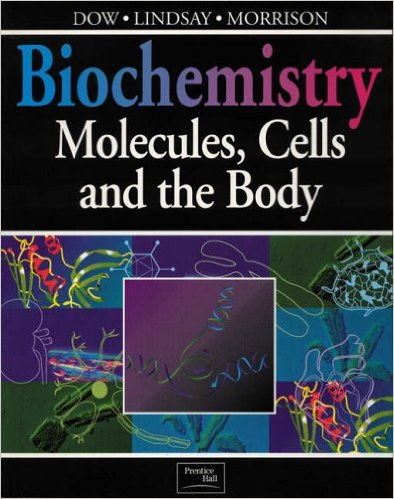 DOW • LINDSAY • MORRISON
Biochemistry
Molecules, Cells
and the Body
Prentice
Hall